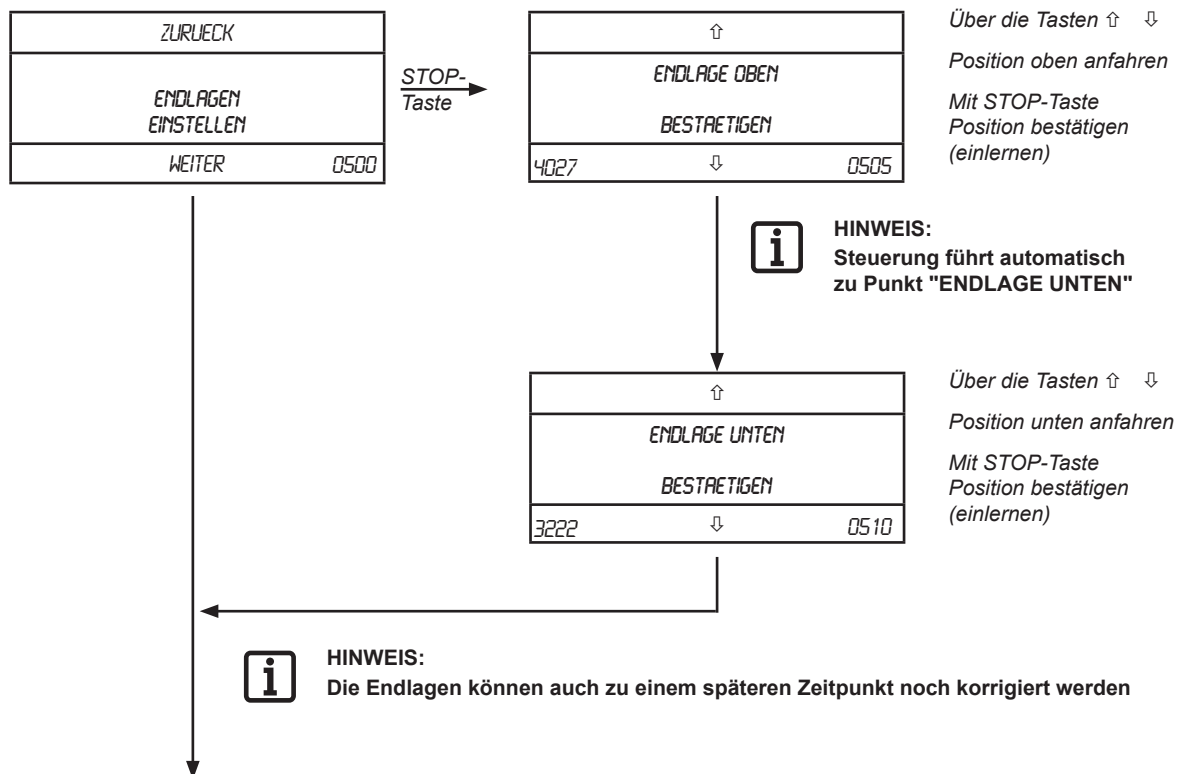 ZURUECK
ENDLAGEN
EINSTELLEN
WEITER 0500
STOP-
Taste
⇧
ENDLAGE OBEN
BESTAETIGEN
4027 ⇩ 0505
Über die Tasten ⇧ ⇩
Position oben anfahren
Mit STOP-Taste
Position bestätigen
(einlernen)
HINWEIS:
Steuerung führt automatisch
zu Punkt "ENDLAGE UNTEN"
⇧
ENDLAGE UNTEN
BESTAETIGEN
3222 ⇩ 0510
Über die Tasten ⇧ ⇩
Position unten anfahren
Mit STOP-Taste
Position bestätigen
(einlernen)
HINWEIS:
Die Endlagen können auch zu einem späteren Zeitpunkt noch korrigiert werden